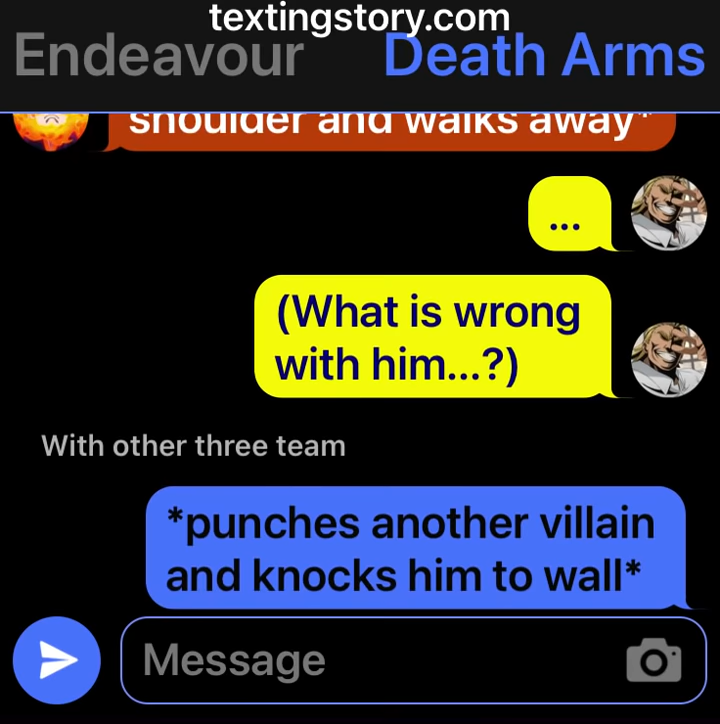 textingstory.com
Endeavour Death Arms
shoulder and walks away*
...
(What is wrong
with him...?)
With other three team
*punches another villain
and knocks him to wall*
Message